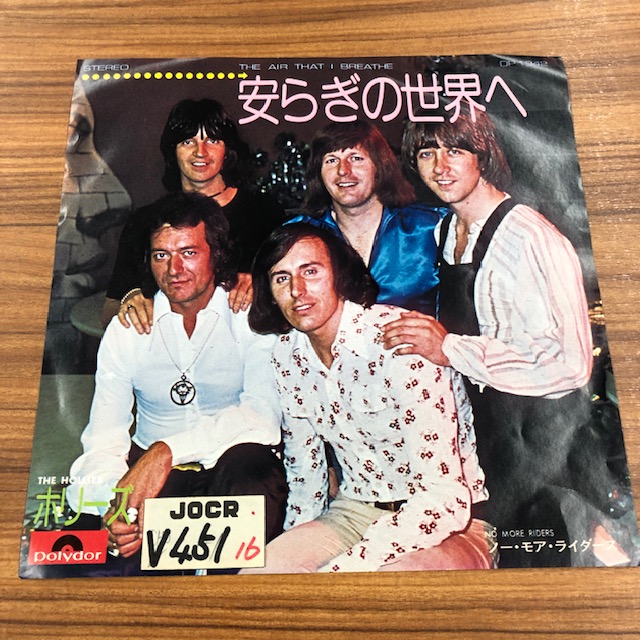 STEREO
THE AIR THAT I BREATHE
安らぎの世界へ
THE HOLLIES
ホリーズ
polydor
JOCR.
V451 16
NO MORE RIDERS
ノー・モア・ライダーズ